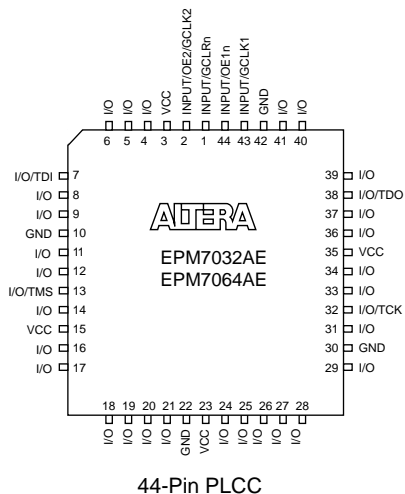 I/O
I/O
I/O
VCC
INPUT/OE2/GCLK2
INPUT/GCLRn
INPUT/OE1n
INPUT/GCLK1
GND
I/O
I/O
6 5 4 3 2 1 44 43 42 41 40
I/O/TDI 7
I/O 8
I/O 9
GND 10
I/O 11
I/O 12
I/O/TMS 13
I/O 14
VCC 15
I/O 16
I/O 17
ALTERA
EPM7032AE
EPM7064AE
39 I/O
38 I/O/TDO
37 I/O
36 I/O
35 VCC
34 I/O
33 I/O
32 I/O/TCK
31 I/O
30 GND
29 I/O
18 19 20 21 22 23 24 25 26 27 28
I/O
I/O
I/O
I/O
GND
VCC
I/O
I/O
I/O
I/O
I/O
44-Pin PLCC